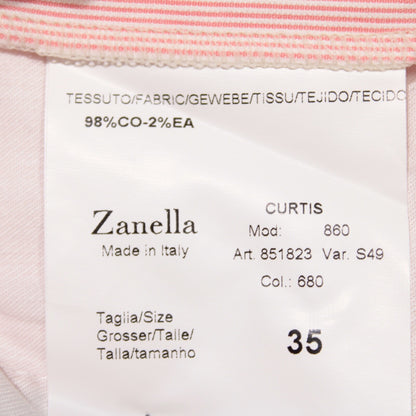 TESSUTO/FABRIC/GEWEBE/TISSU/TEJIDO/TECIDO
98%CO-2%EA
Zanella
Made in Italy
CURTIS
Mod: 860
Art. 851823 Var. S49
Col.: 680
Taglia/Size
Grosser/Talle/
Talla/tamanho
35